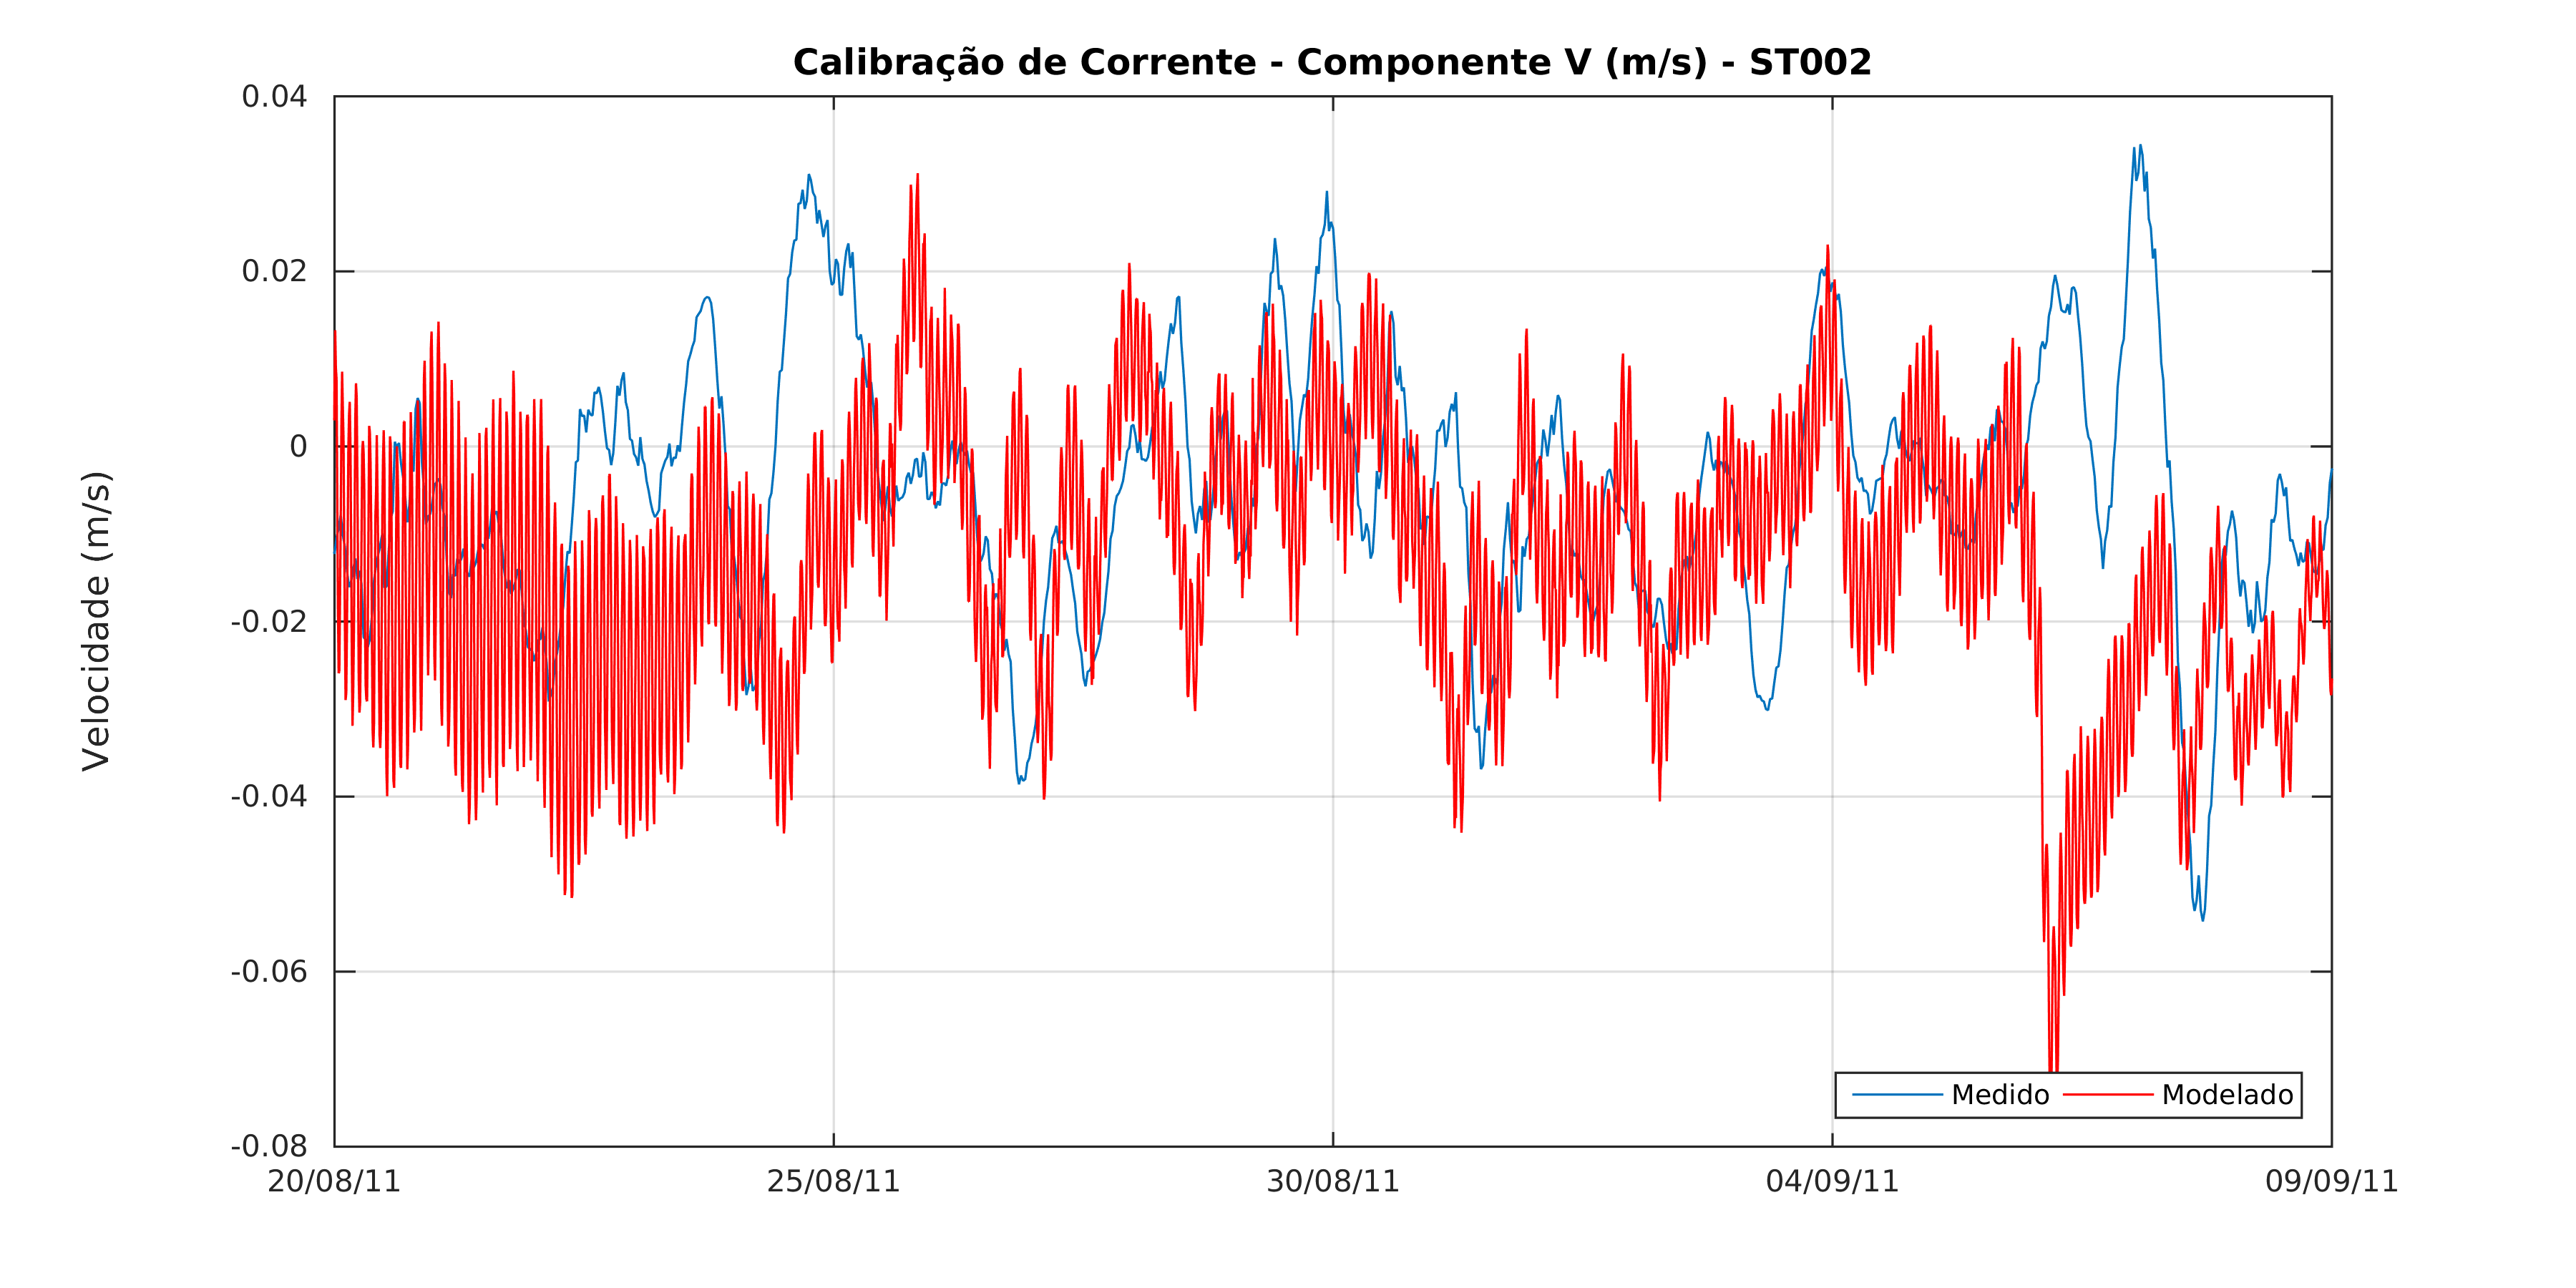 Calibração de Corrente - Componente V (m/s) - ST002
0.04
0.02
0
-0.02
-0.04
-0.06
-0.08
Velocidade (m/s)
20/08/11 25/08/11 30/08/11 04/09/11 09/09/11
Medido Modelado